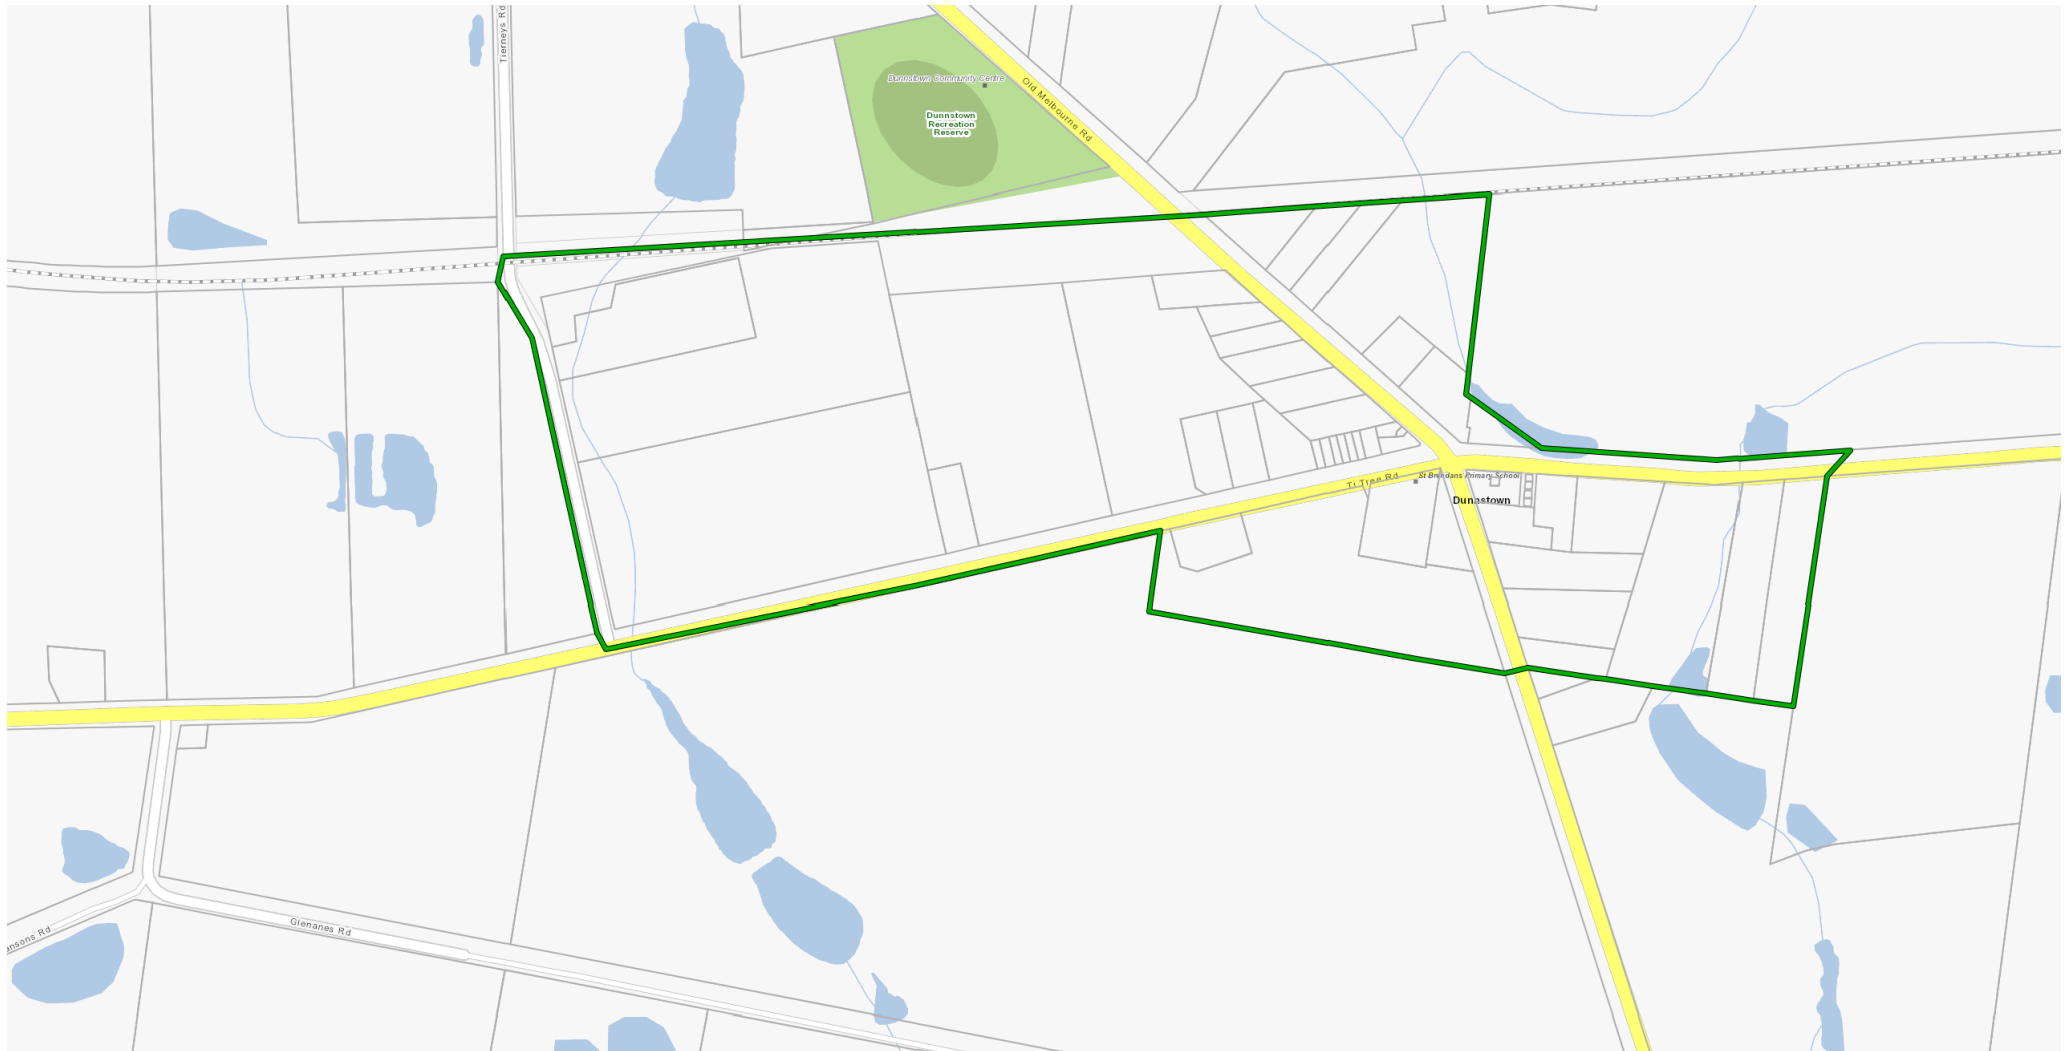 Tierneys Rd
Dunnstown Community Centre
Old Melbourne Rd
Dunnstown
Recreation
Reserve
Ti Tree Rd
St Brendans Primary School
Dunnstown
Glenanes Rd
ansons Rd